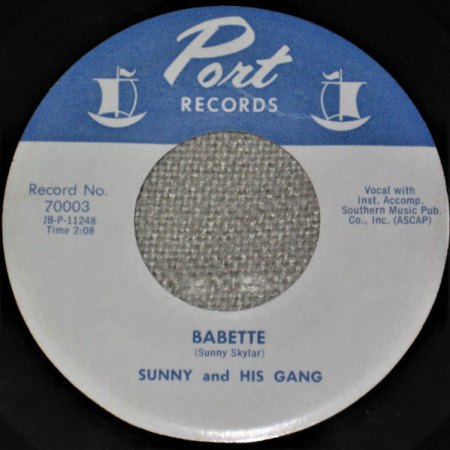 Port
RECORDS
Record No.
70003
JB-P-11248
Time 2:08
Vocal with
Inst. Accomp.
Southern Music Pub.
Co., Inc. (ASCAP)
BABETTE
(Sunny Skylar)
SUNNY and HIS GANG